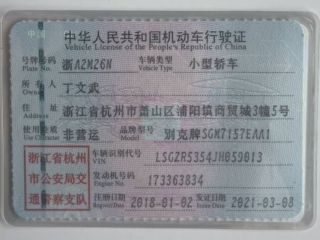 中华人民共和国机动车行驶证
Vehicle License of the People's Republic of China
号牌号码 浙A2M26N 车辆类型 小型轿车
Plate No. Vehicle Type
所有人 丁文武
住址 浙江省杭州市萧山区浦阳镇商贸城3幢5号
使用性质 非营运 品牌型号 别克牌SGM7157EAA1
浙江省杭州市公安局交通警察支队
车辆识别代号 LSGZR5354JH059013
VIN
发动机号码 173363834
Engine No.
注册日期 2018-01-02 发证日期 2021-03-08
Register Date Issue Date